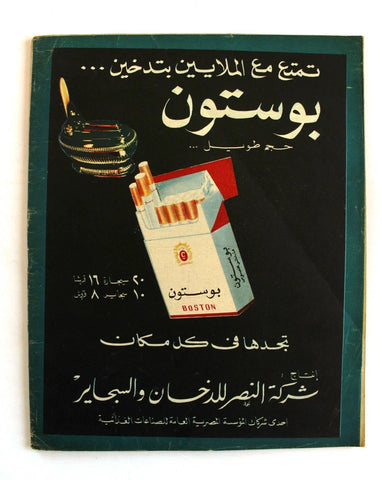 تمتع مع الملايين بتدخين ...
بوستون
حجم طويل ...
٢٠ سيجارة ١٦ قرشا
١٠ سجاير ٨ قروش
بوستون
BOSTON
بوستون
تجدها فى كل مكان
إنتاج :
شركة النصر للدخان والسجاير
احدى شركات المؤسسة المصرية العامة للصناعات الغذائية